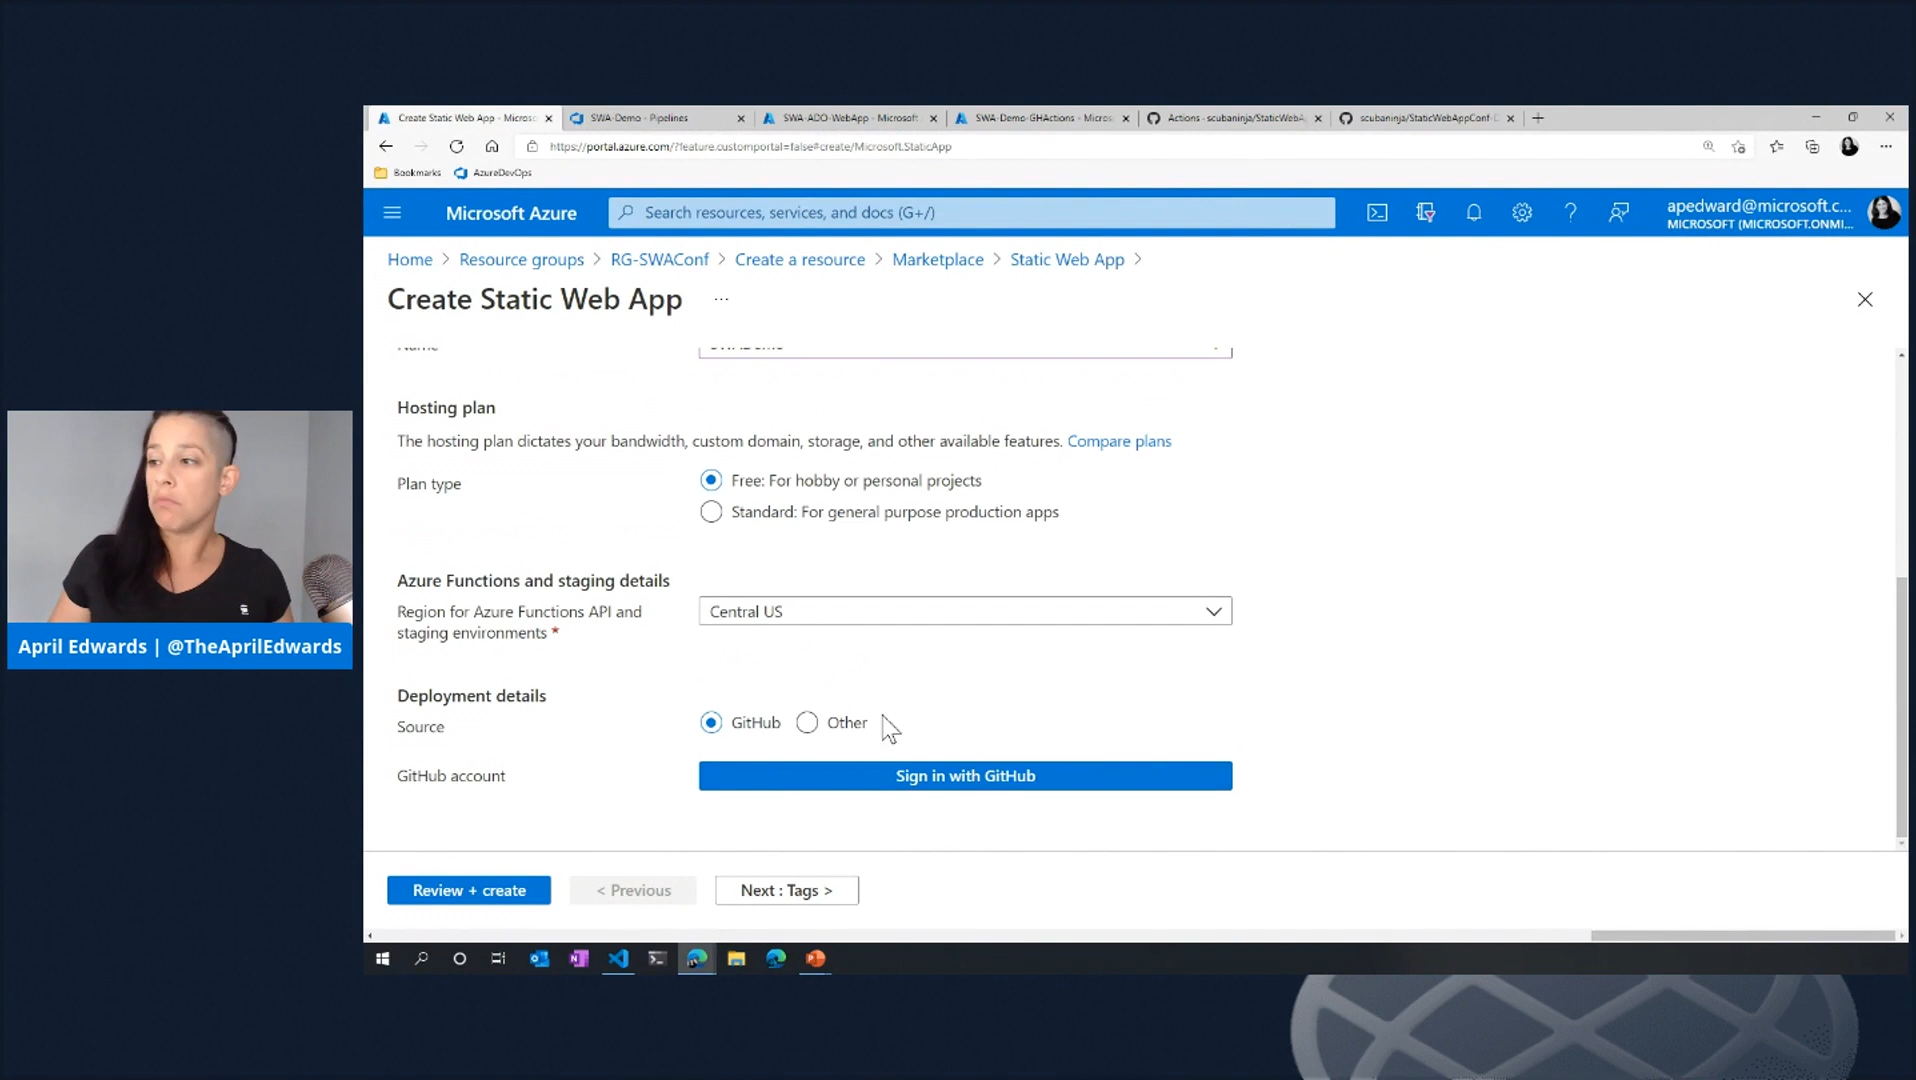 Create Static Web App - Microso
SWA-Demo - Pipelines
SWA-ADO-WebApp - Microsoft
SWA-Demo-GHActions - Micros
Actions - scubaninja/StaticWebA
scubaninja/StaticWebAppConf-D
https://portal.azure.com/?feature.customportal=false#create/Microsoft.StaticApp
Bookmarks
AzureDevOps
Microsoft Azure
Search resources, services, and docs (G+/)
apedward@microsoft.c...
MICROSOFT (MICROSOFT.ONMI...
Home > Resource groups > RG-SWAConf > Create a resource > Marketplace > Static Web App >
Create Static Web App ...
Hosting plan
The hosting plan dictates your bandwidth, custom domain, storage, and other available features. Compare plans
Plan type
Free: For hobby or personal projects
Standard: For general purpose production apps
Azure Functions and staging details
Region for Azure Functions API and
staging environments *
Central US
Deployment details
Source
GitHub
Other
GitHub account
Sign in with GitHub
Review + create
< Previous
Next : Tags >
April Edwards | @TheAprilEdwards